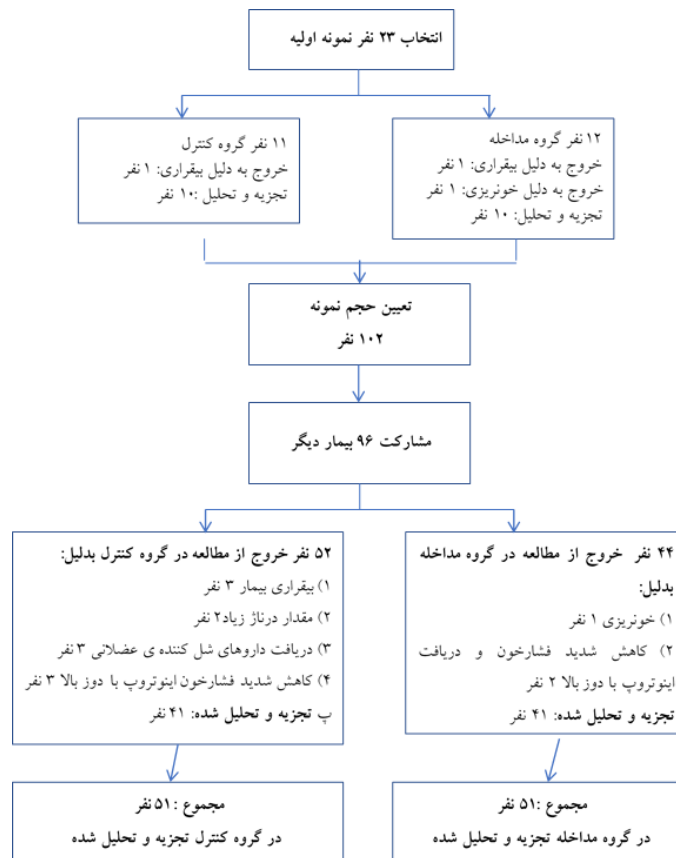 انتخاب ۲۳ نفر نمونه اولیه
۱۲ نفر گروه مداخله
خروج به دلیل بیقراری: ۱ نفر
خروج به دلیل خونریزی: ۱ نفر
تجزیه و تحلیل: ۱۰ نفر
۱۱ نفر گروه کنترل
خروج به دلیل بیقراری: ۱ نفر
تجزیه و تحلیل :۱۰ نفر
تعیین حجم نمونه
۱۰۲ نفر
مشارکت ۹۶ بیمار دیگر
۴۴ نفر خروج از مطالعه در گروه مداخله
بدلیل:
۱) خونریزی ۱ نفر
۲) کاهش شدید فشارخون و دریافت
اینوتروپ با دوز بالا ۲ نفر
تجزیه و تحلیل شده: ۴۱ نفر
۵۲ نفر خروج از مطالعه در گروه کنترل بدلیل:
۱) بیقراری بیمار ۳ نفر
۲) مقدار درناژ زیاد۲ نفر
۳) دریافت داروهای شل کننده ی عضلانی ۳ نفر
۴) کاهش شدید فشارخون اینوتروپ با دوز بالا ۳ نفر
پ تجزیه و تحلیل شده: ۴۱ نفر
مجموع :۵۱ نفر
در گروه مداخله تجزیه و تحلیل شده
مجموع :۵۱ نفر
در گروه کنترل تجزیه و تحلیل شده